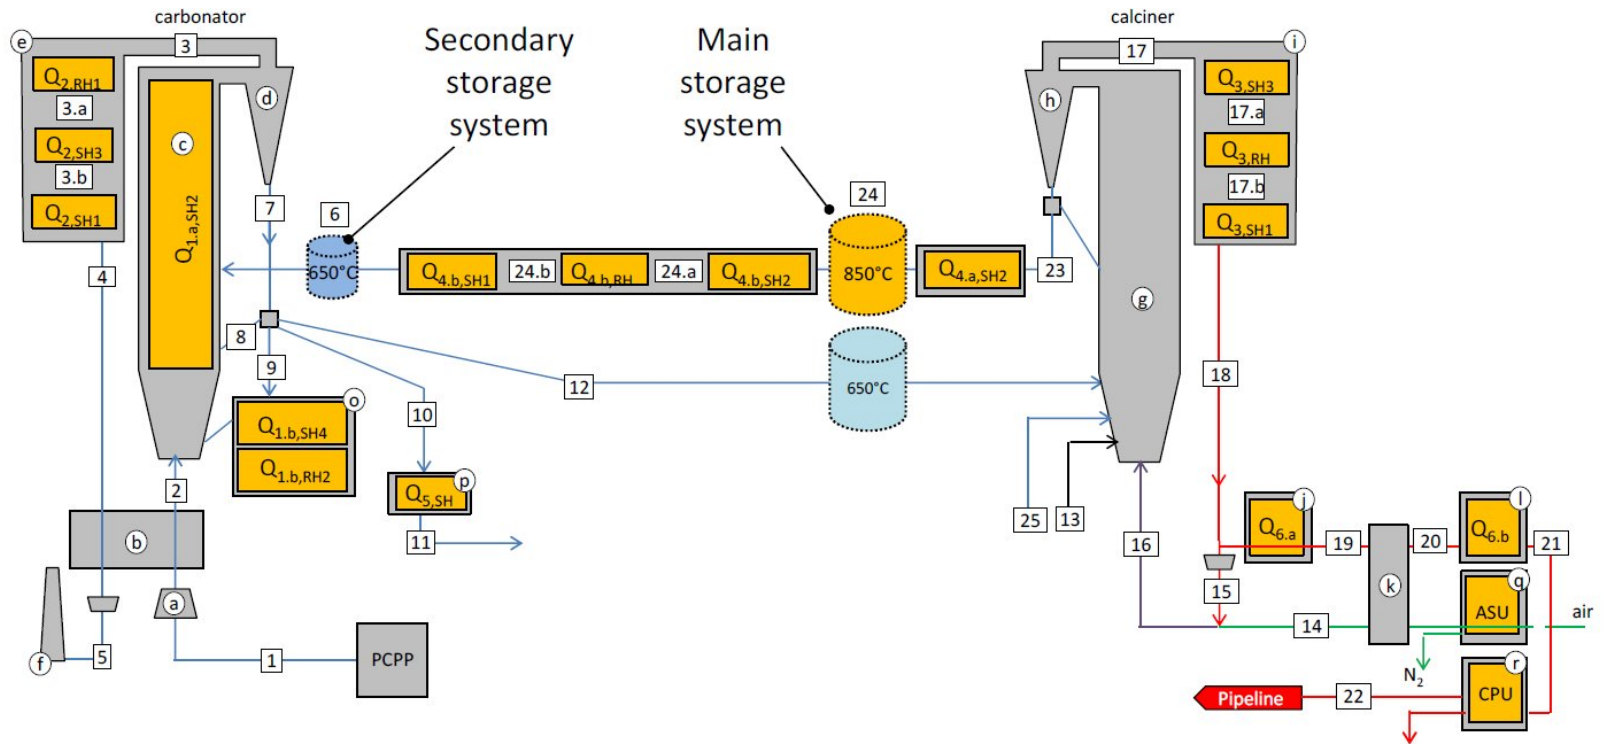 carbonator
calciner
e
3
Q2,RH1
3.a
Q2,SH3
3.b
Q2,SH1
c
Q1.a,SH2
d
Secondary
storage
system
Main
storage
system
17
i
Q3,SH3
17.a
Q3,RH
17.b
Q3,SH1
h
7
6
24
650°C
Q4.b,SH1
24.b
Q4.b,RH
24.a
Q4.b,SH2
850°C
Q4.a,SH2
23
g
4
8
9
12
650°C
18
10
o
Q1.b,SH4
Q1.b,RH2
p
Q5,SH
11
2
b
25
13
16
j
Q6.a
19
k
20
l
Q6.b
21
15
a
f
5
1
PCPP
14
q
ASU
air
N2
r
CPU
22
Pipeline